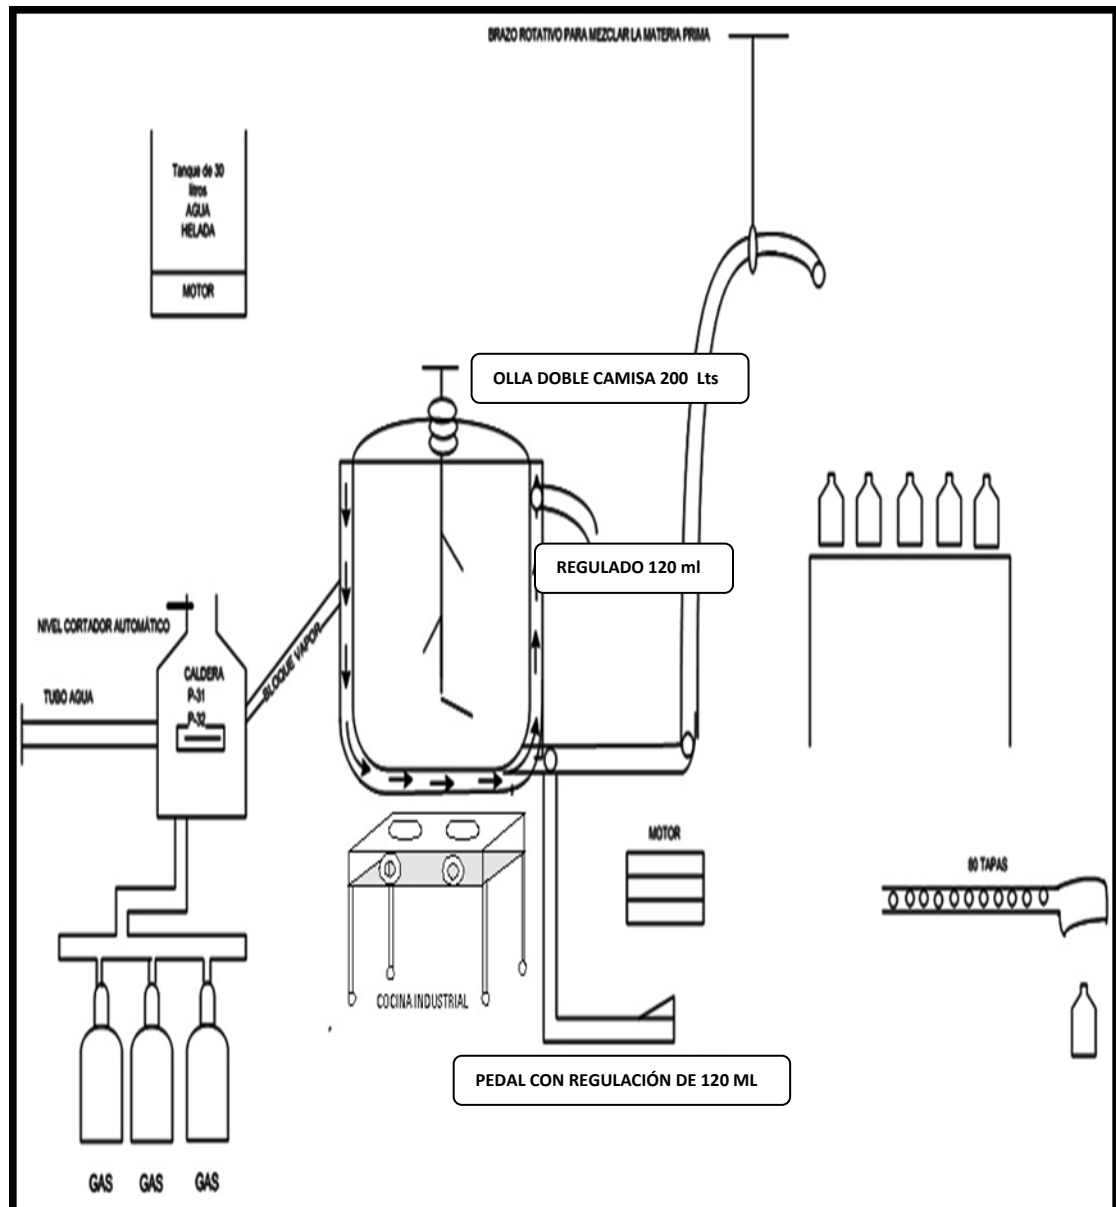 BRAZO ROTATIVO PARA MEZCLAR LA MATERIA PRIMA
Tanque de 30
litros
AGUA
HELADA
MOTOR
OLLA DOBLE CAMISA 200 Lts
REGULADO 120 ml
NIVEL CORTADOR AUTOMÁTICO
CALDERA
P-31
P-32
BLOQUE VAPOR
TUBO AGUA
MOTOR
80 TAPAS
COCINA INDUSTRIAL
PEDAL CON REGULACIÓN DE 120 ML
GAS
GAS
GAS